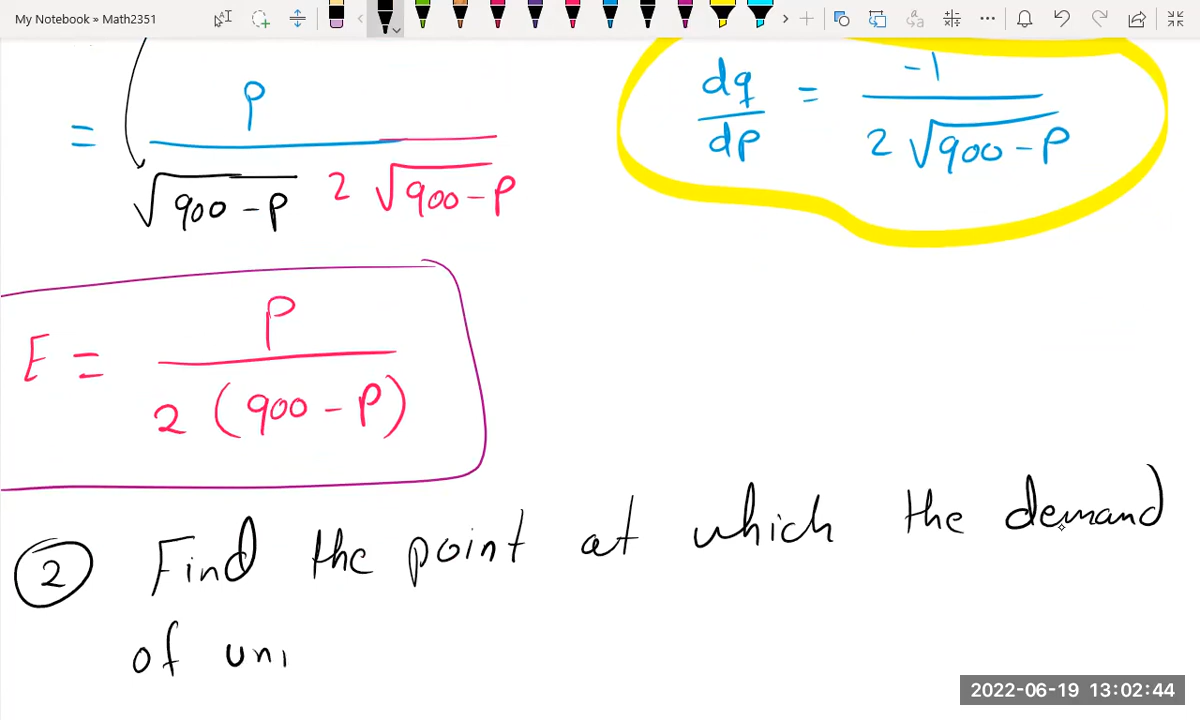 My Notebook » Math2351
= p / √900 - p 2 √900 - p
dq/dp = -1 / 2 √900 - p
E = p / 2 (900 - p)
② Find the point at which the demand
of uni
2022-06-19 13:02:44